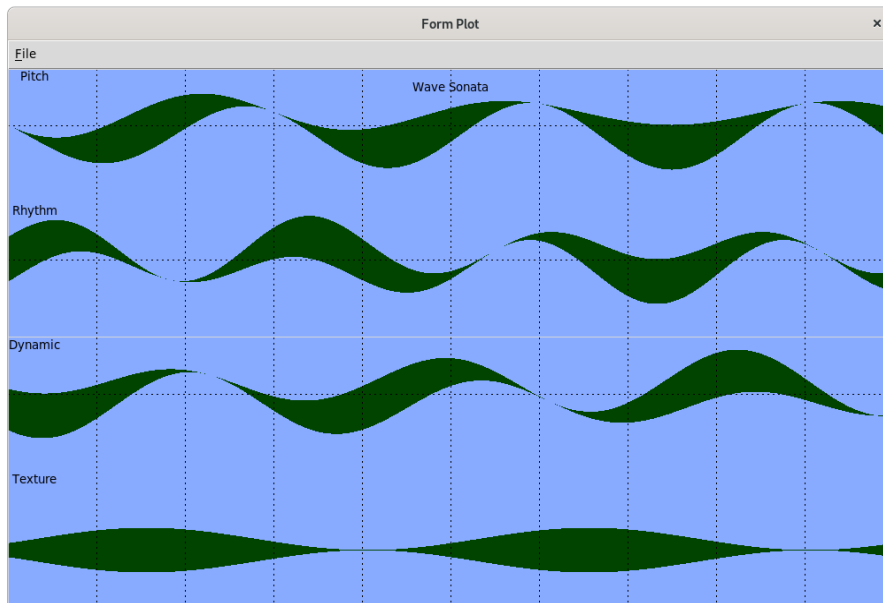 Form Plot
×
File
Pitch
Wave Sonata
Rhythm
Dynamic
Texture